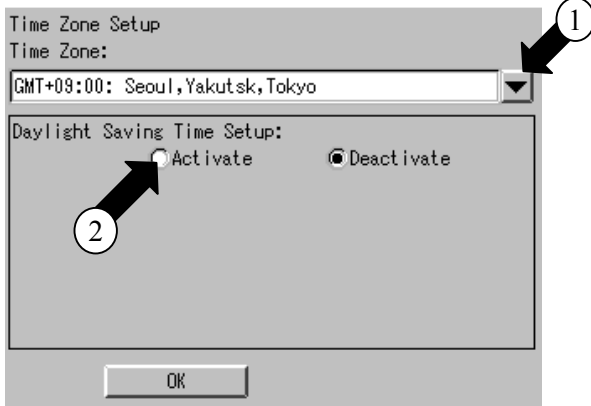 1
Time Zone Setup
Time Zone:
GMT+09:00: Seoul,Yakutsk,Tokyo
Daylight Saving Time Setup:
Activate Deactivate
2
OK